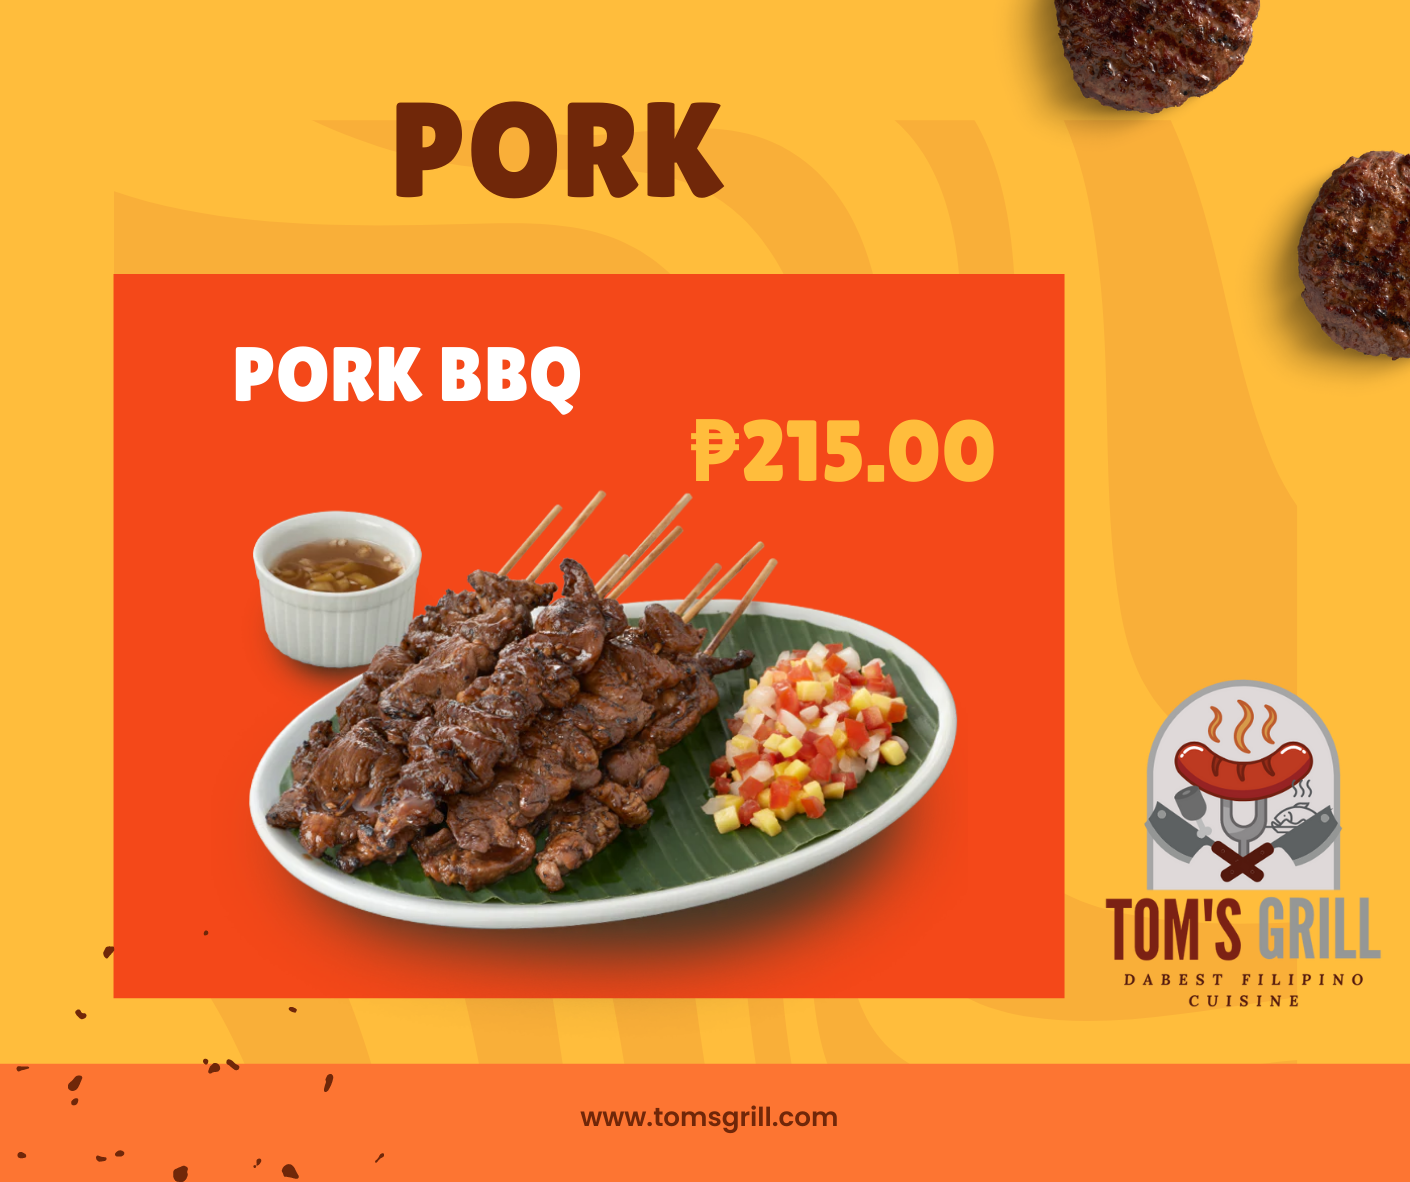 PORK
PORK BBQ
₱215.00
TOM'S GRILL
DABEST FILIPINO
CUISINE
www.tomsgrill.com